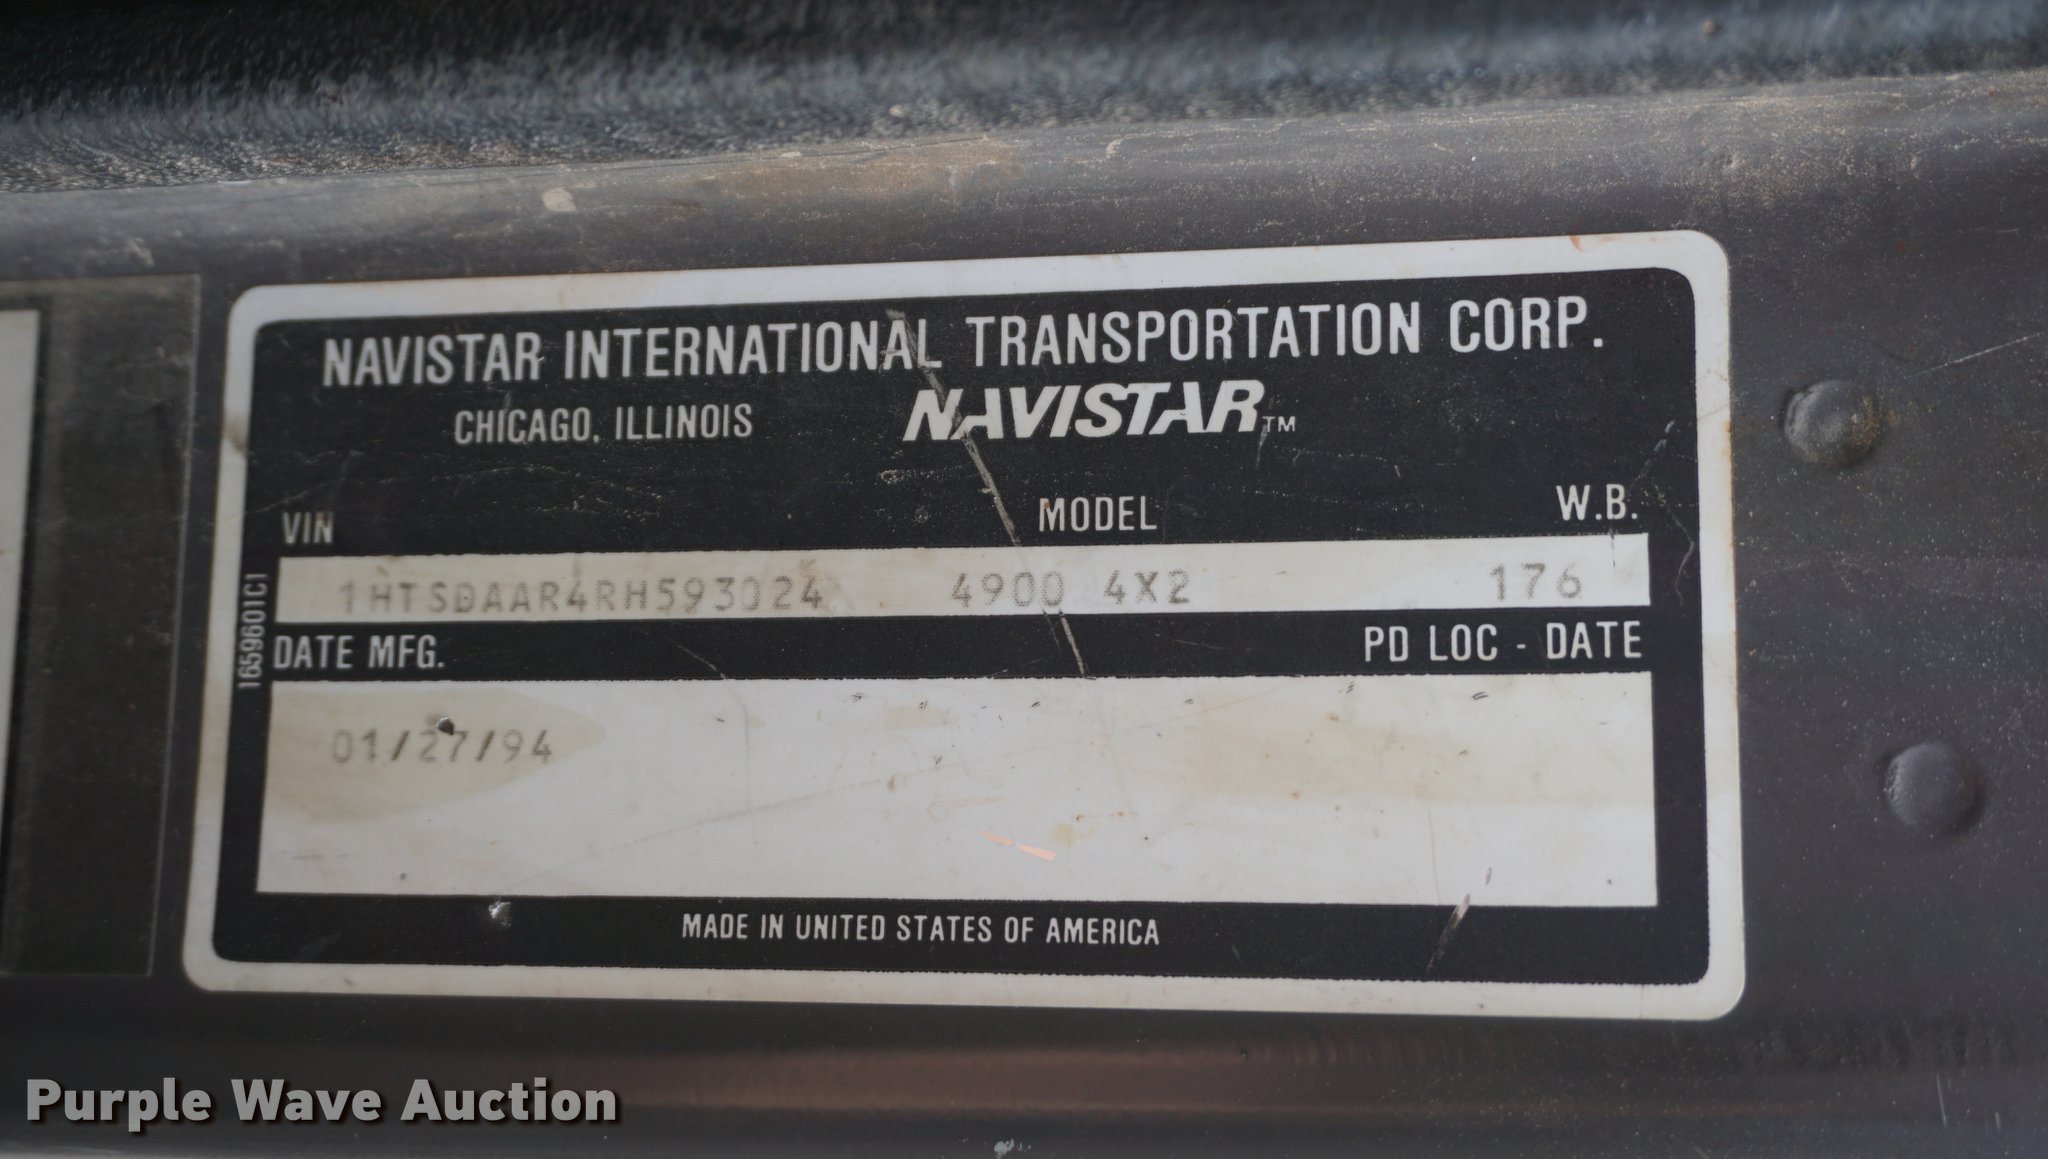 NAVISTAR INTERNATIONAL TRANSPORTATION CORP.
CHICAGO, ILLINOIS NAVISTAR™
VIN MODEL W.B.
1HTSDAAR4RH593024 4900 4X2 176
1659601C1
DATE MFG. PD LOC - DATE
01/27/94
MADE IN UNITED STATES OF AMERICA
Purple Wave Auction